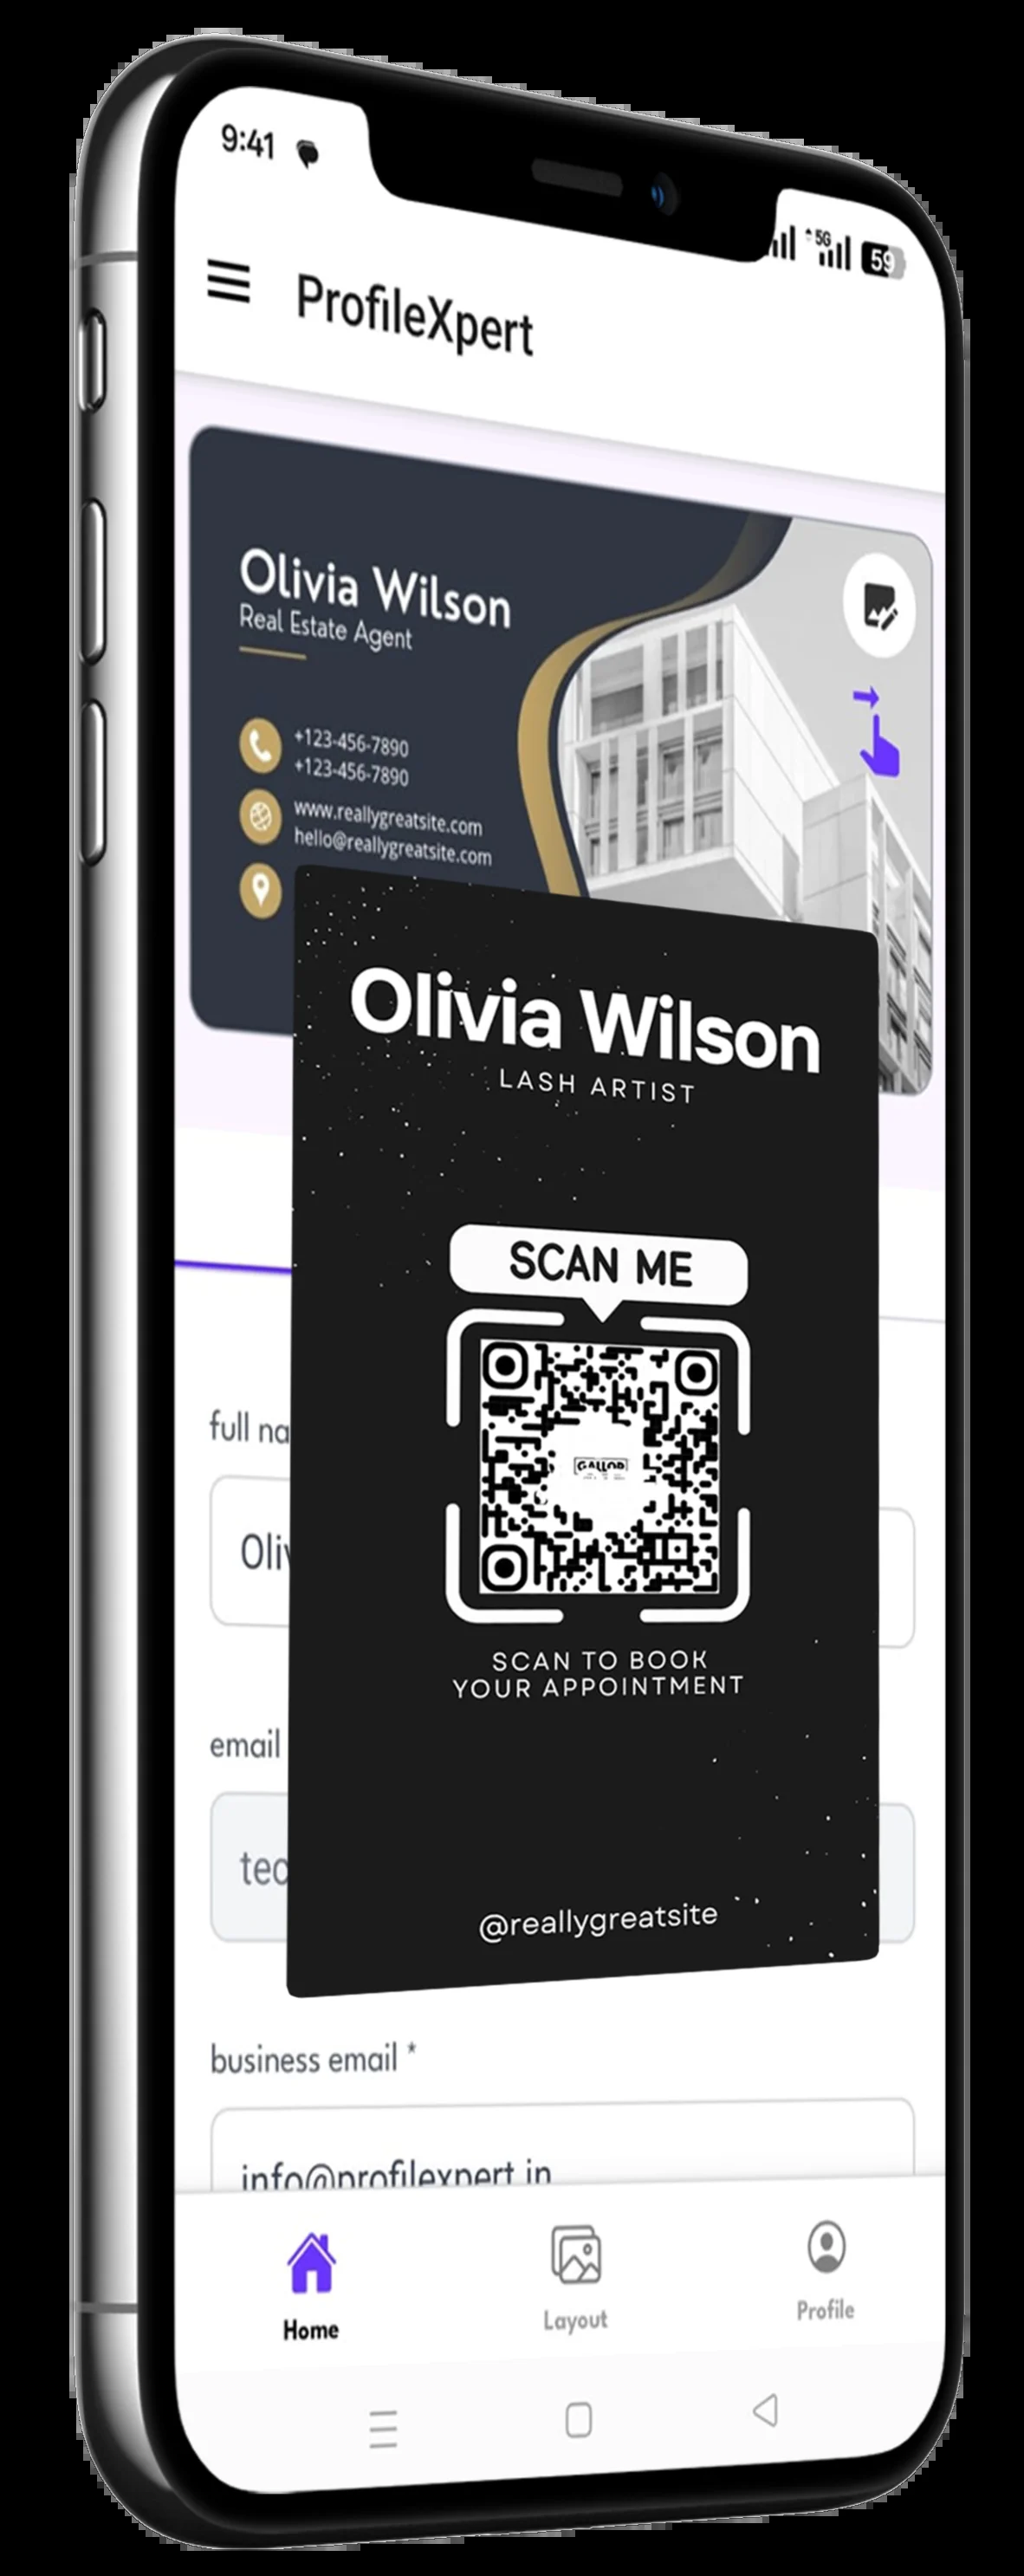 9:41
5G
59
ProfileXpert
Olivia Wilson
Real Estate Agent
+123-456-7890
+123-456-7890
www.reallygreatsite.com
hello@reallygreatsite.com
Olivia Wilson
LASH ARTIST
SCAN ME
GALLOP
SCAN TO BOOK
YOUR APPOINTMENT
@reallygreatsite
full na
Oliv
email
tec
business email *
info@profilexpert.in
Home
Layout
Profile